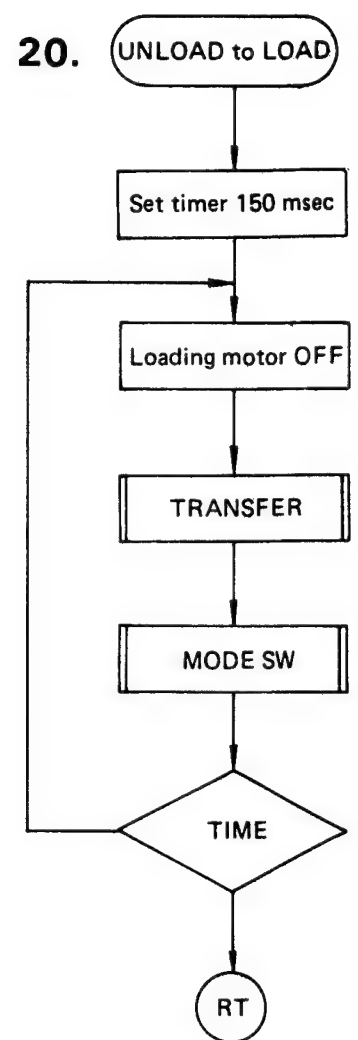 20.
UNLOAD to LOAD
Set timer 150 msec
Loading motor OFF
TRANSFER
MODE SW
TIME
RT